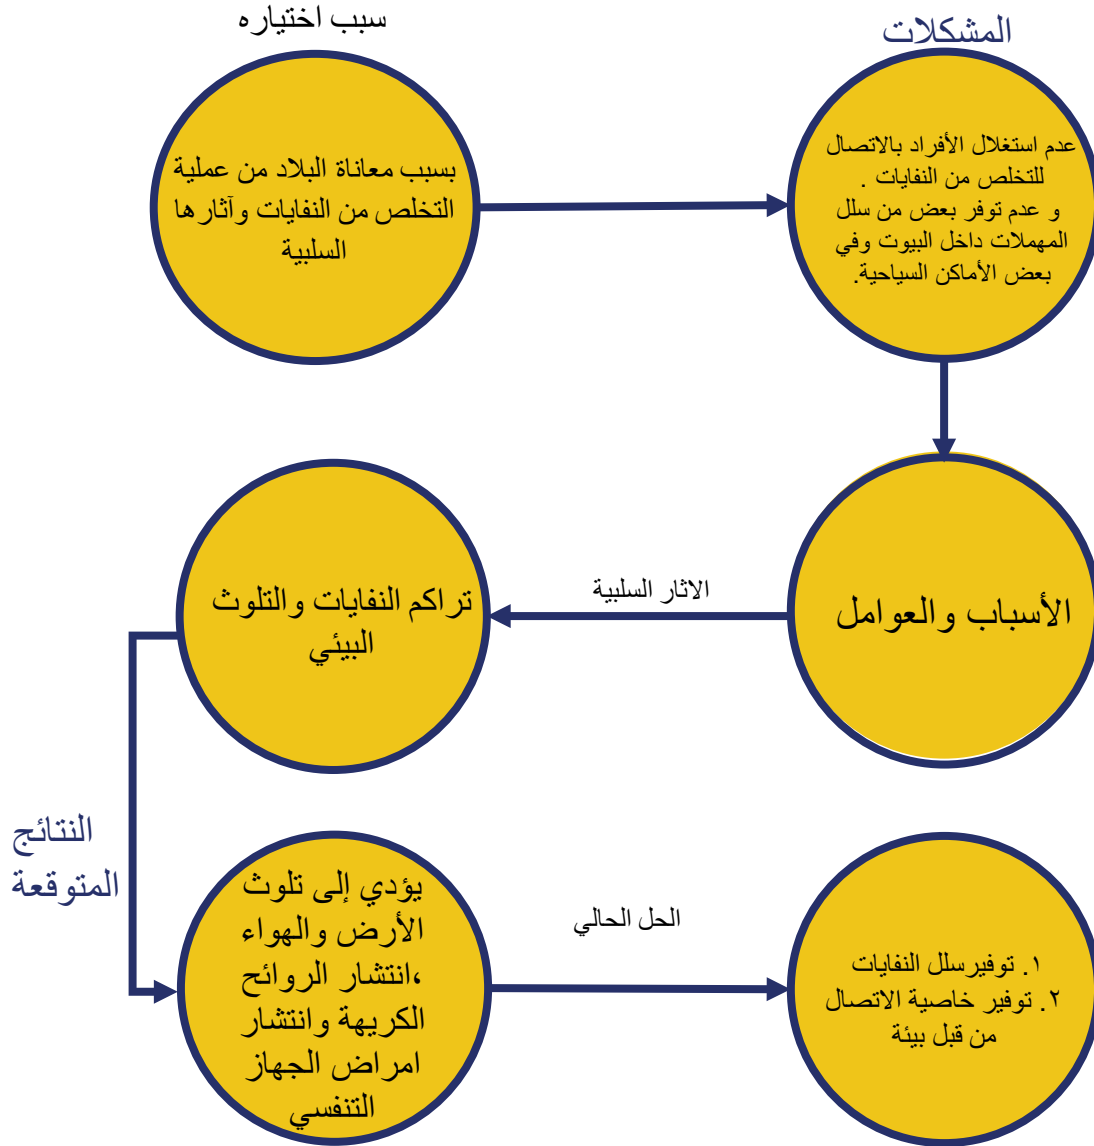 سبب اختياره
بسبب معاناة البلاد من عملية
التخلص من النفايات وآثارها
السلبية
المشكلات
عدم استغلال الأفراد بالاتصال
للتخلص من النفايات .
و عدم توفر بعض من سلل
المهملات داخل البيوت وفي
بعض الأماكن السياحية.
الأسباب والعوامل
الاثار السلبية
تراكم النفايات والتلوث
البيئي
النتائج
المتوقعة
يؤدي إلى تلوث
الأرض والهواء
،انتشار الروائح
الكريهة وانتشار
امراض الجهاز
التنفسي
الحل الحالي
١. توفيرسلل النفايات
٢. توفير خاصية الاتصال
من قبل بيئة